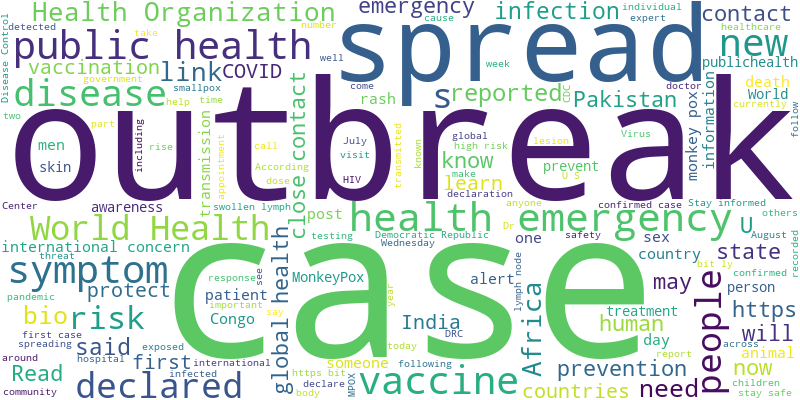 Health Organization
emergency
infection
contact
individual
cause
expert
number
take
detected
Disease Control
public health
spread
new
healthcare
publichealth
vaccination
link
COVID
well
week
doctor
death
government
smallpox
disease
s
reported
Pakistan
World
currently
help
time
rash
come
CDC
two
part
call
transmission
close contact
outbreak
transmitted
monkey pox
information
follow
men
skin
including
rise
appointment
According
dose
July
visit
HIV
global
high risk
known
know
learn
make
lesion
Virus
prevent
U S
Center
awareness
swollen lymph
post
declaration
anyone
confirmed case
Stay informed
others
World Health
health emergency
U
Dr
August
recorded
international concern
threat
testing
Democratic Republic
Wednesday
one
safety
sex
state
country
symptom
case
global health
response
see
MonkeyPox
alert
lymph node
bit ly
confirmed
pandemic
protect
patient
important
say
year
may
person
bio
risk
Congo
India
DRC
Africa
treatment
human
day
people
https
will
across
first case
spreading
said
exposed
hospital
first
international
today
someone
following
prevention
report
animal
now
around
Read
infected
declared
declare
https bit
body
MPOX
vaccine
countries
need
children
stay safe
community